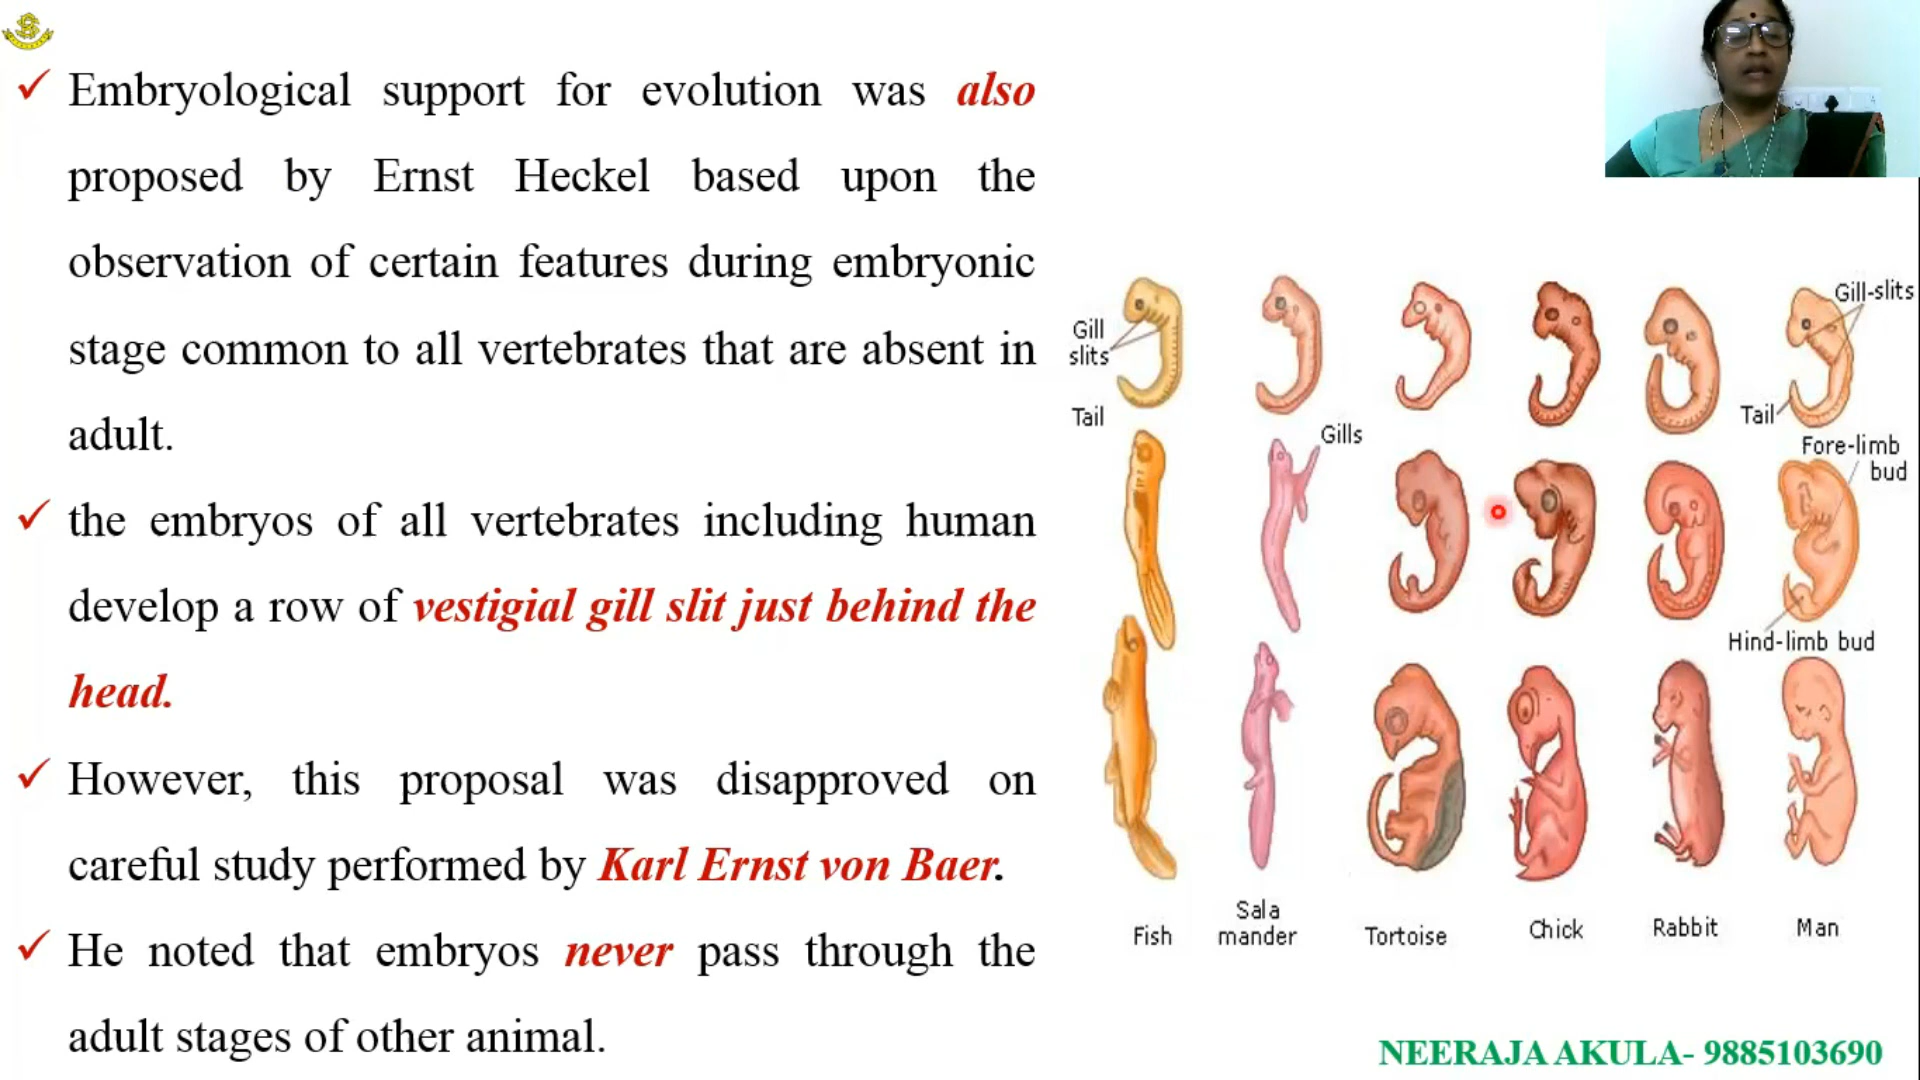 Embryological support for evolution was also
proposed by Ernst Heckel based upon the
observation of certain features during embryonic
stage common to all vertebrates that are absent in
adult.
the embryos of all vertebrates including human
develop a row of vestigial gill slit just behind the
head.
However, this proposal was disapproved on
careful study performed by Karl Ernst von Baer.
He noted that embryos never pass through the
adult stages of other animal.
Gill
slits
Tail
Gills
Gill-slits
Tail
Fore-limb
bud
Hind-limb bud
Fish
Sala
mander
Tortoise
Chick
Rabbit
Man
NEERAJA AKULA- 9885103690